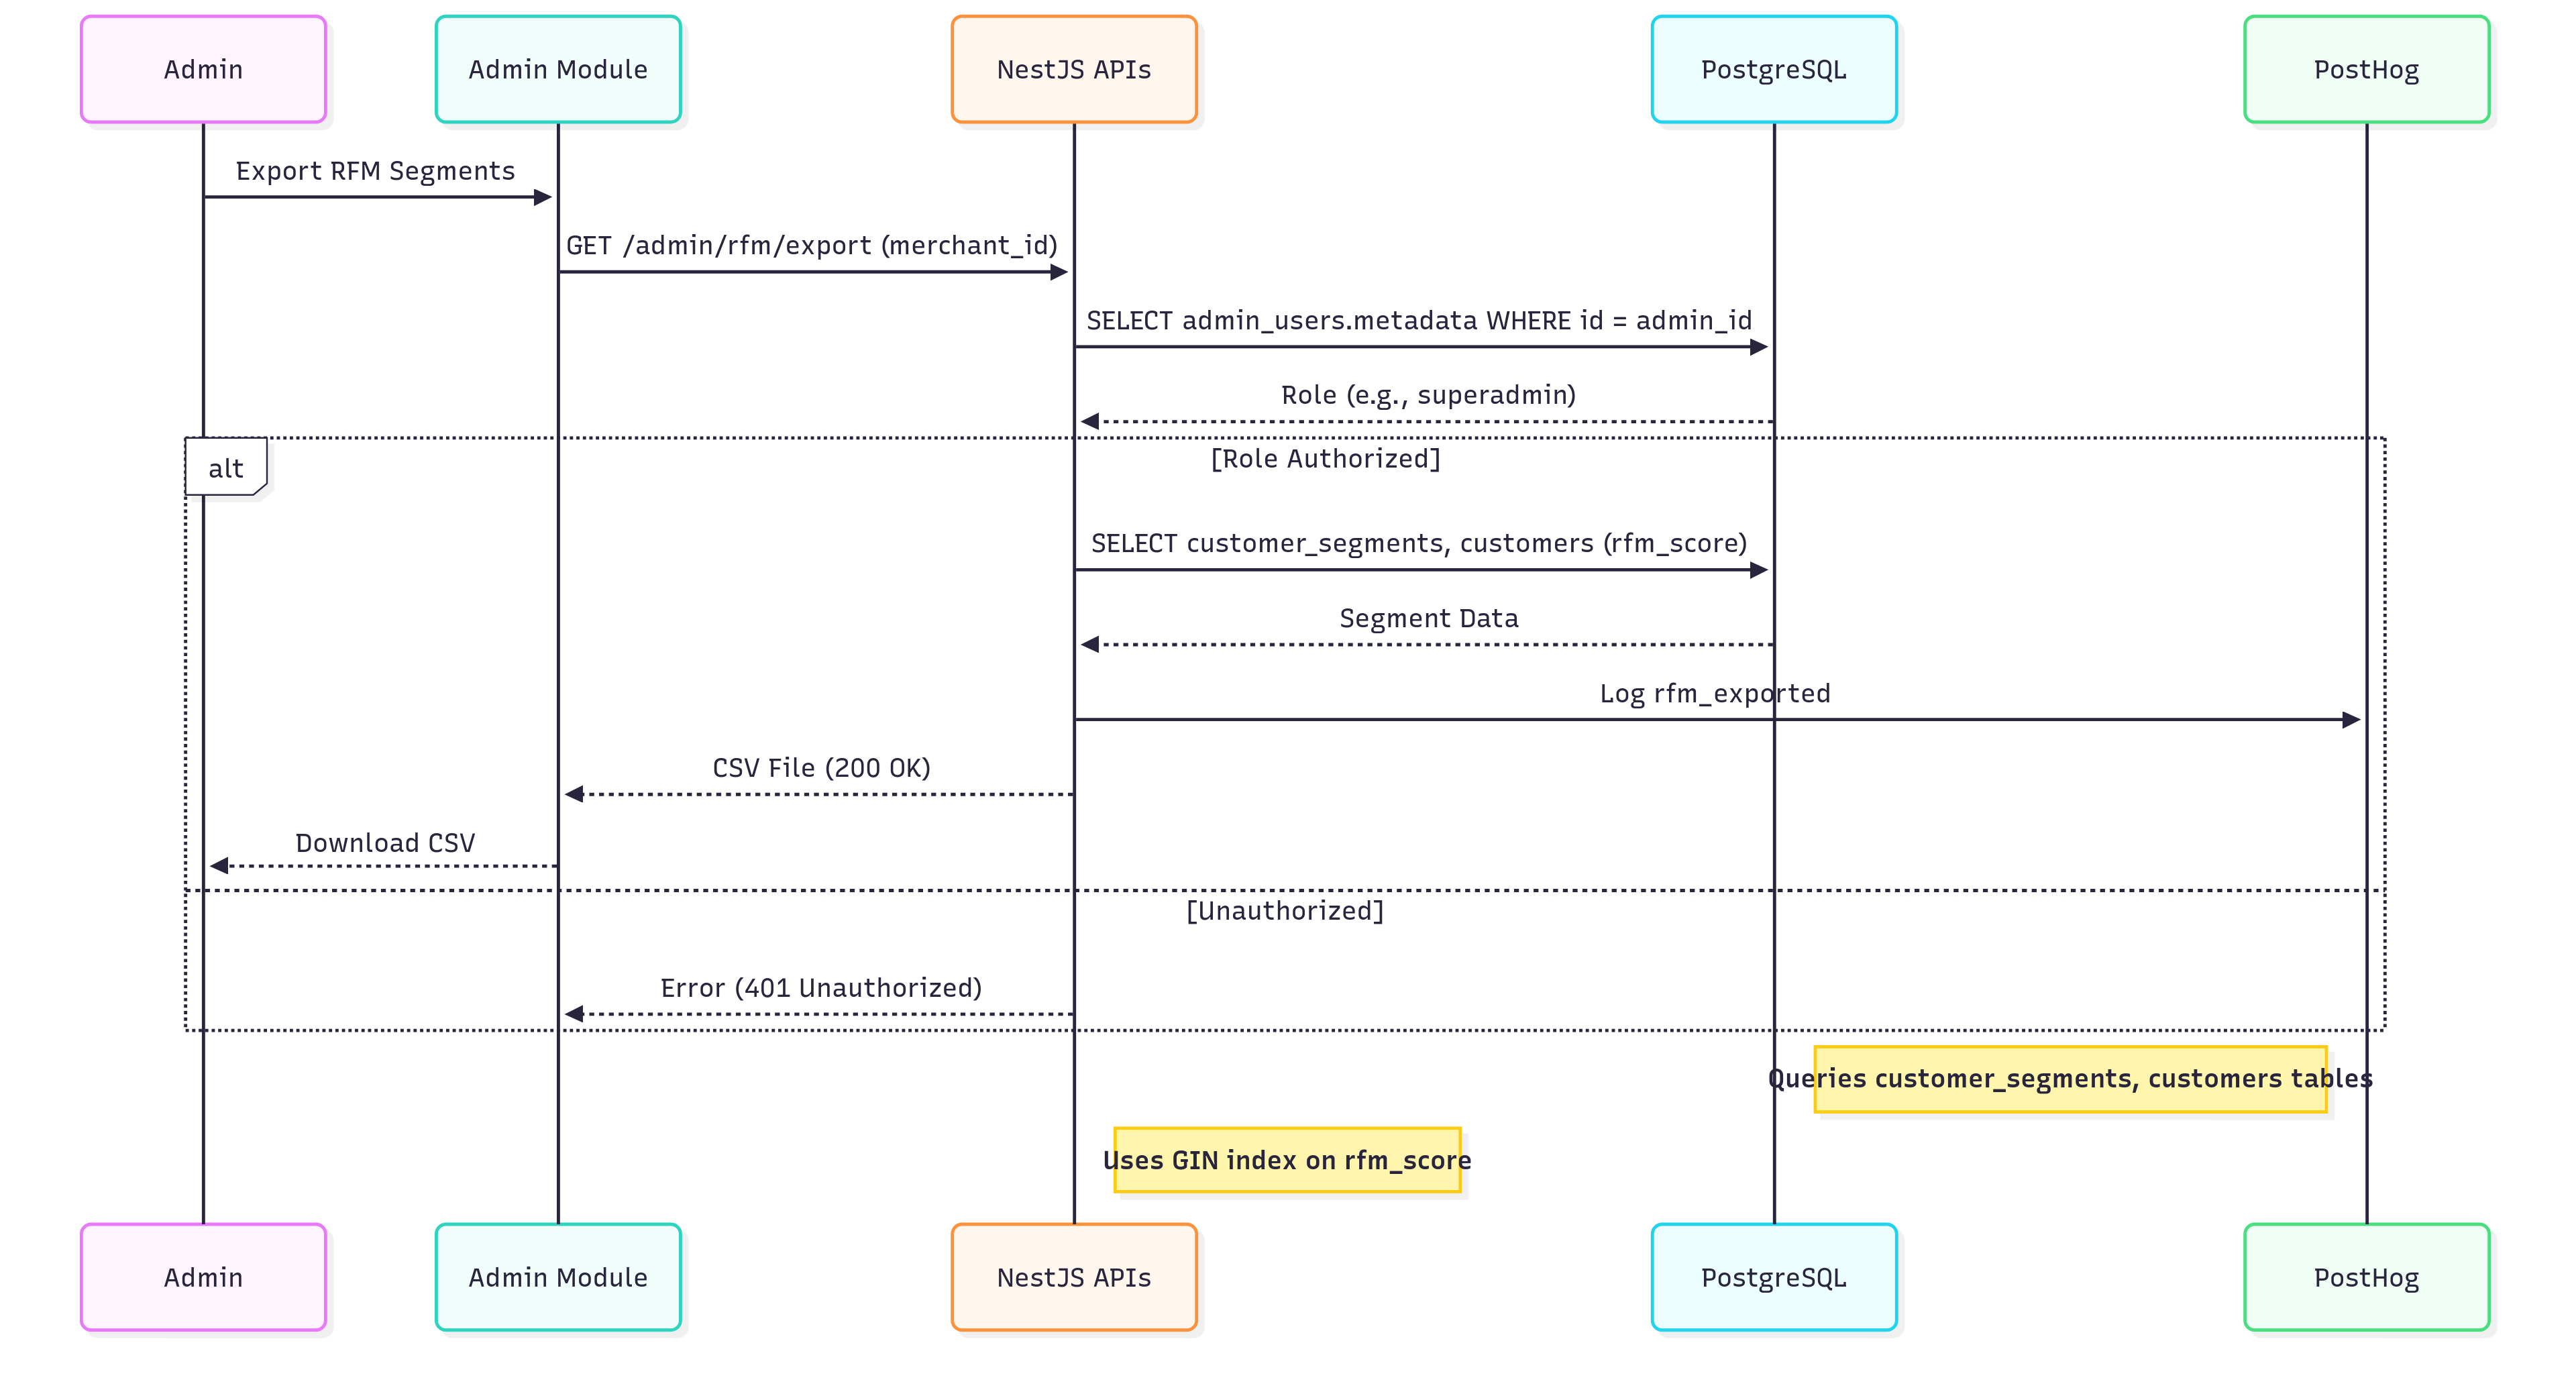 Admin
Admin Module
NestJS APIs
PostgreSQL
PostHog
Export RFM Segments
GET /admin/rfm/export (merchant_id)
SELECT admin_users.metadata WHERE id = admin_id
Role (e.g., superadmin)
alt
[Role Authorized]
SELECT customer_segments, customers (rfm_score)
Segment Data
Log rfm_exported
CSV File (200 OK)
Download CSV
[Unauthorized]
Error (401 Unauthorized)
Queries customer_segments, customers tables
Uses GIN index on rfm_score
Admin
Admin Module
NestJS APIs
PostgreSQL
PostHog